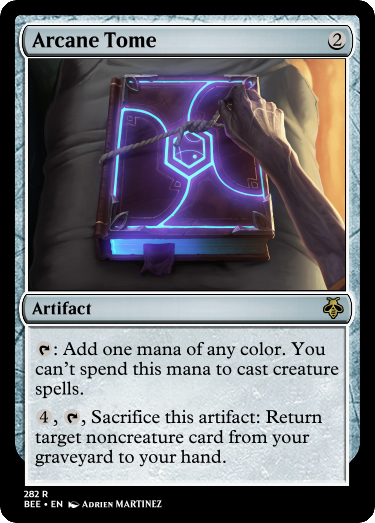 Arcane Tome 2
Artifact
: Add one mana of any color. You
can't spend this mana to cast creature
spells.
4, , Sacrifice this artifact: Return
target noncreature card from your
graveyard to your hand.
282 R
BEE • EN Adrien MARTINEZ